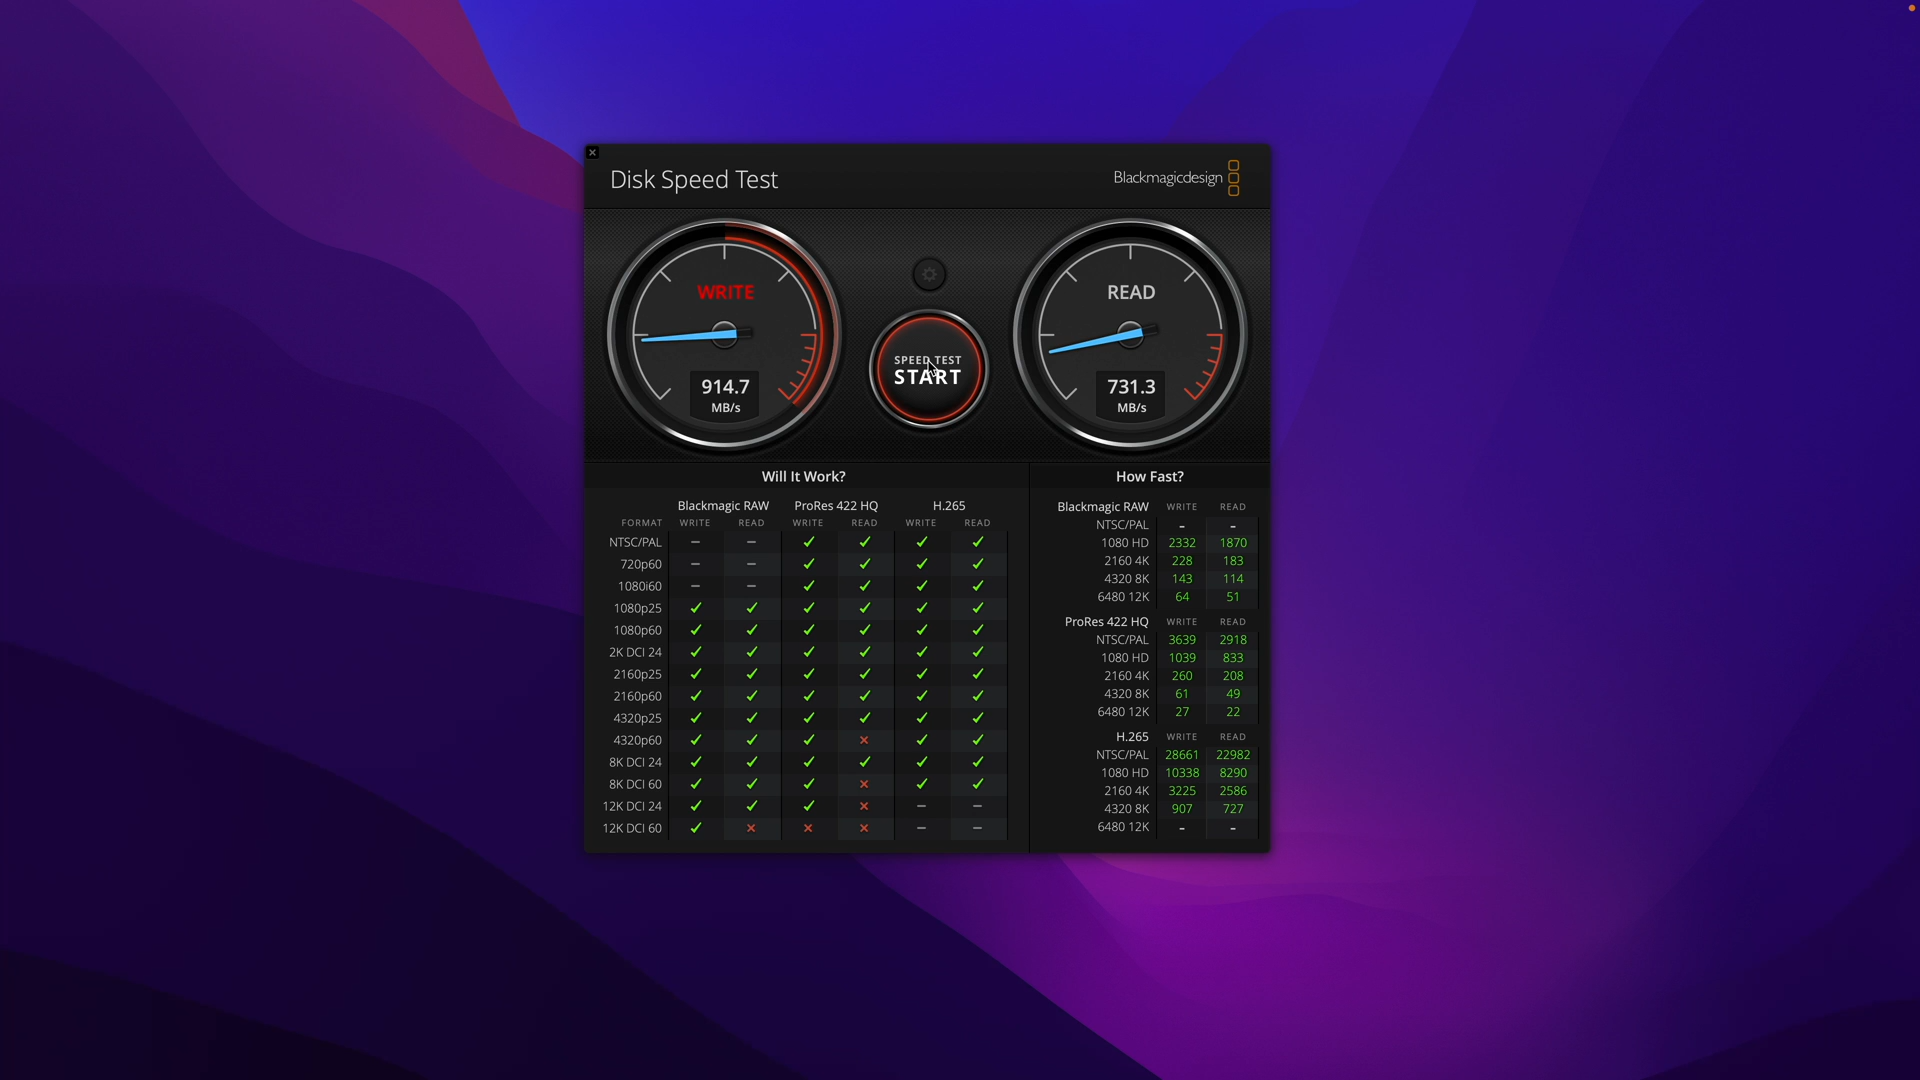 Disk Speed Test
Blackmagicdesign
WRITE
914.7
MB/s
SPEED TEST
START
READ
731.3
MB/s
Will It Work?
Blackmagic RAW ProRes 422 HQ H.265
FORMAT WRITE READ WRITE READ WRITE READ
NTSC/PAL – – ✓ ✓ ✓ ✓
720p60 – – ✓ ✓ ✓ ✓
1080i60 – – ✓ ✓ ✓ ✓
1080p25 ✓ ✓ ✓ ✓ ✓ ✓
1080p60 ✓ ✓ ✓ ✓ ✓ ✓
2K DCI 24 ✓ ✓ ✓ ✓ ✓ ✓
2160p25 ✓ ✓ ✓ ✓ ✓ ✓
2160p60 ✓ ✓ ✓ ✓ ✓ ✓
4320p25 ✓ ✓ ✓ ✓ ✓ ✓
4320p60 ✓ ✓ ✓ ✗ ✓ ✓
8K DCI 24 ✓ ✓ ✓ ✓ ✓ ✓
8K DCI 60 ✓ ✓ ✓ ✗ ✓ ✓
12K DCI 24 ✓ ✓ ✓ ✗ – –
12K DCI 60 ✓ ✗ ✗ ✗ – –
How Fast?
Blackmagic RAW WRITE READ
NTSC/PAL - -
1080 HD 2332 1870
2160 4K 228 183
4320 8K 143 114
6480 12K 64 51
ProRes 422 HQ WRITE READ
NTSC/PAL 3639 2918
1080 HD 1039 833
2160 4K 260 208
4320 8K 61 49
6480 12K 27 22
H.265 WRITE READ
NTSC/PAL 28661 22982
1080 HD 10338 8290
2160 4K 3225 2586
4320 8K 907 727
6480 12K - -